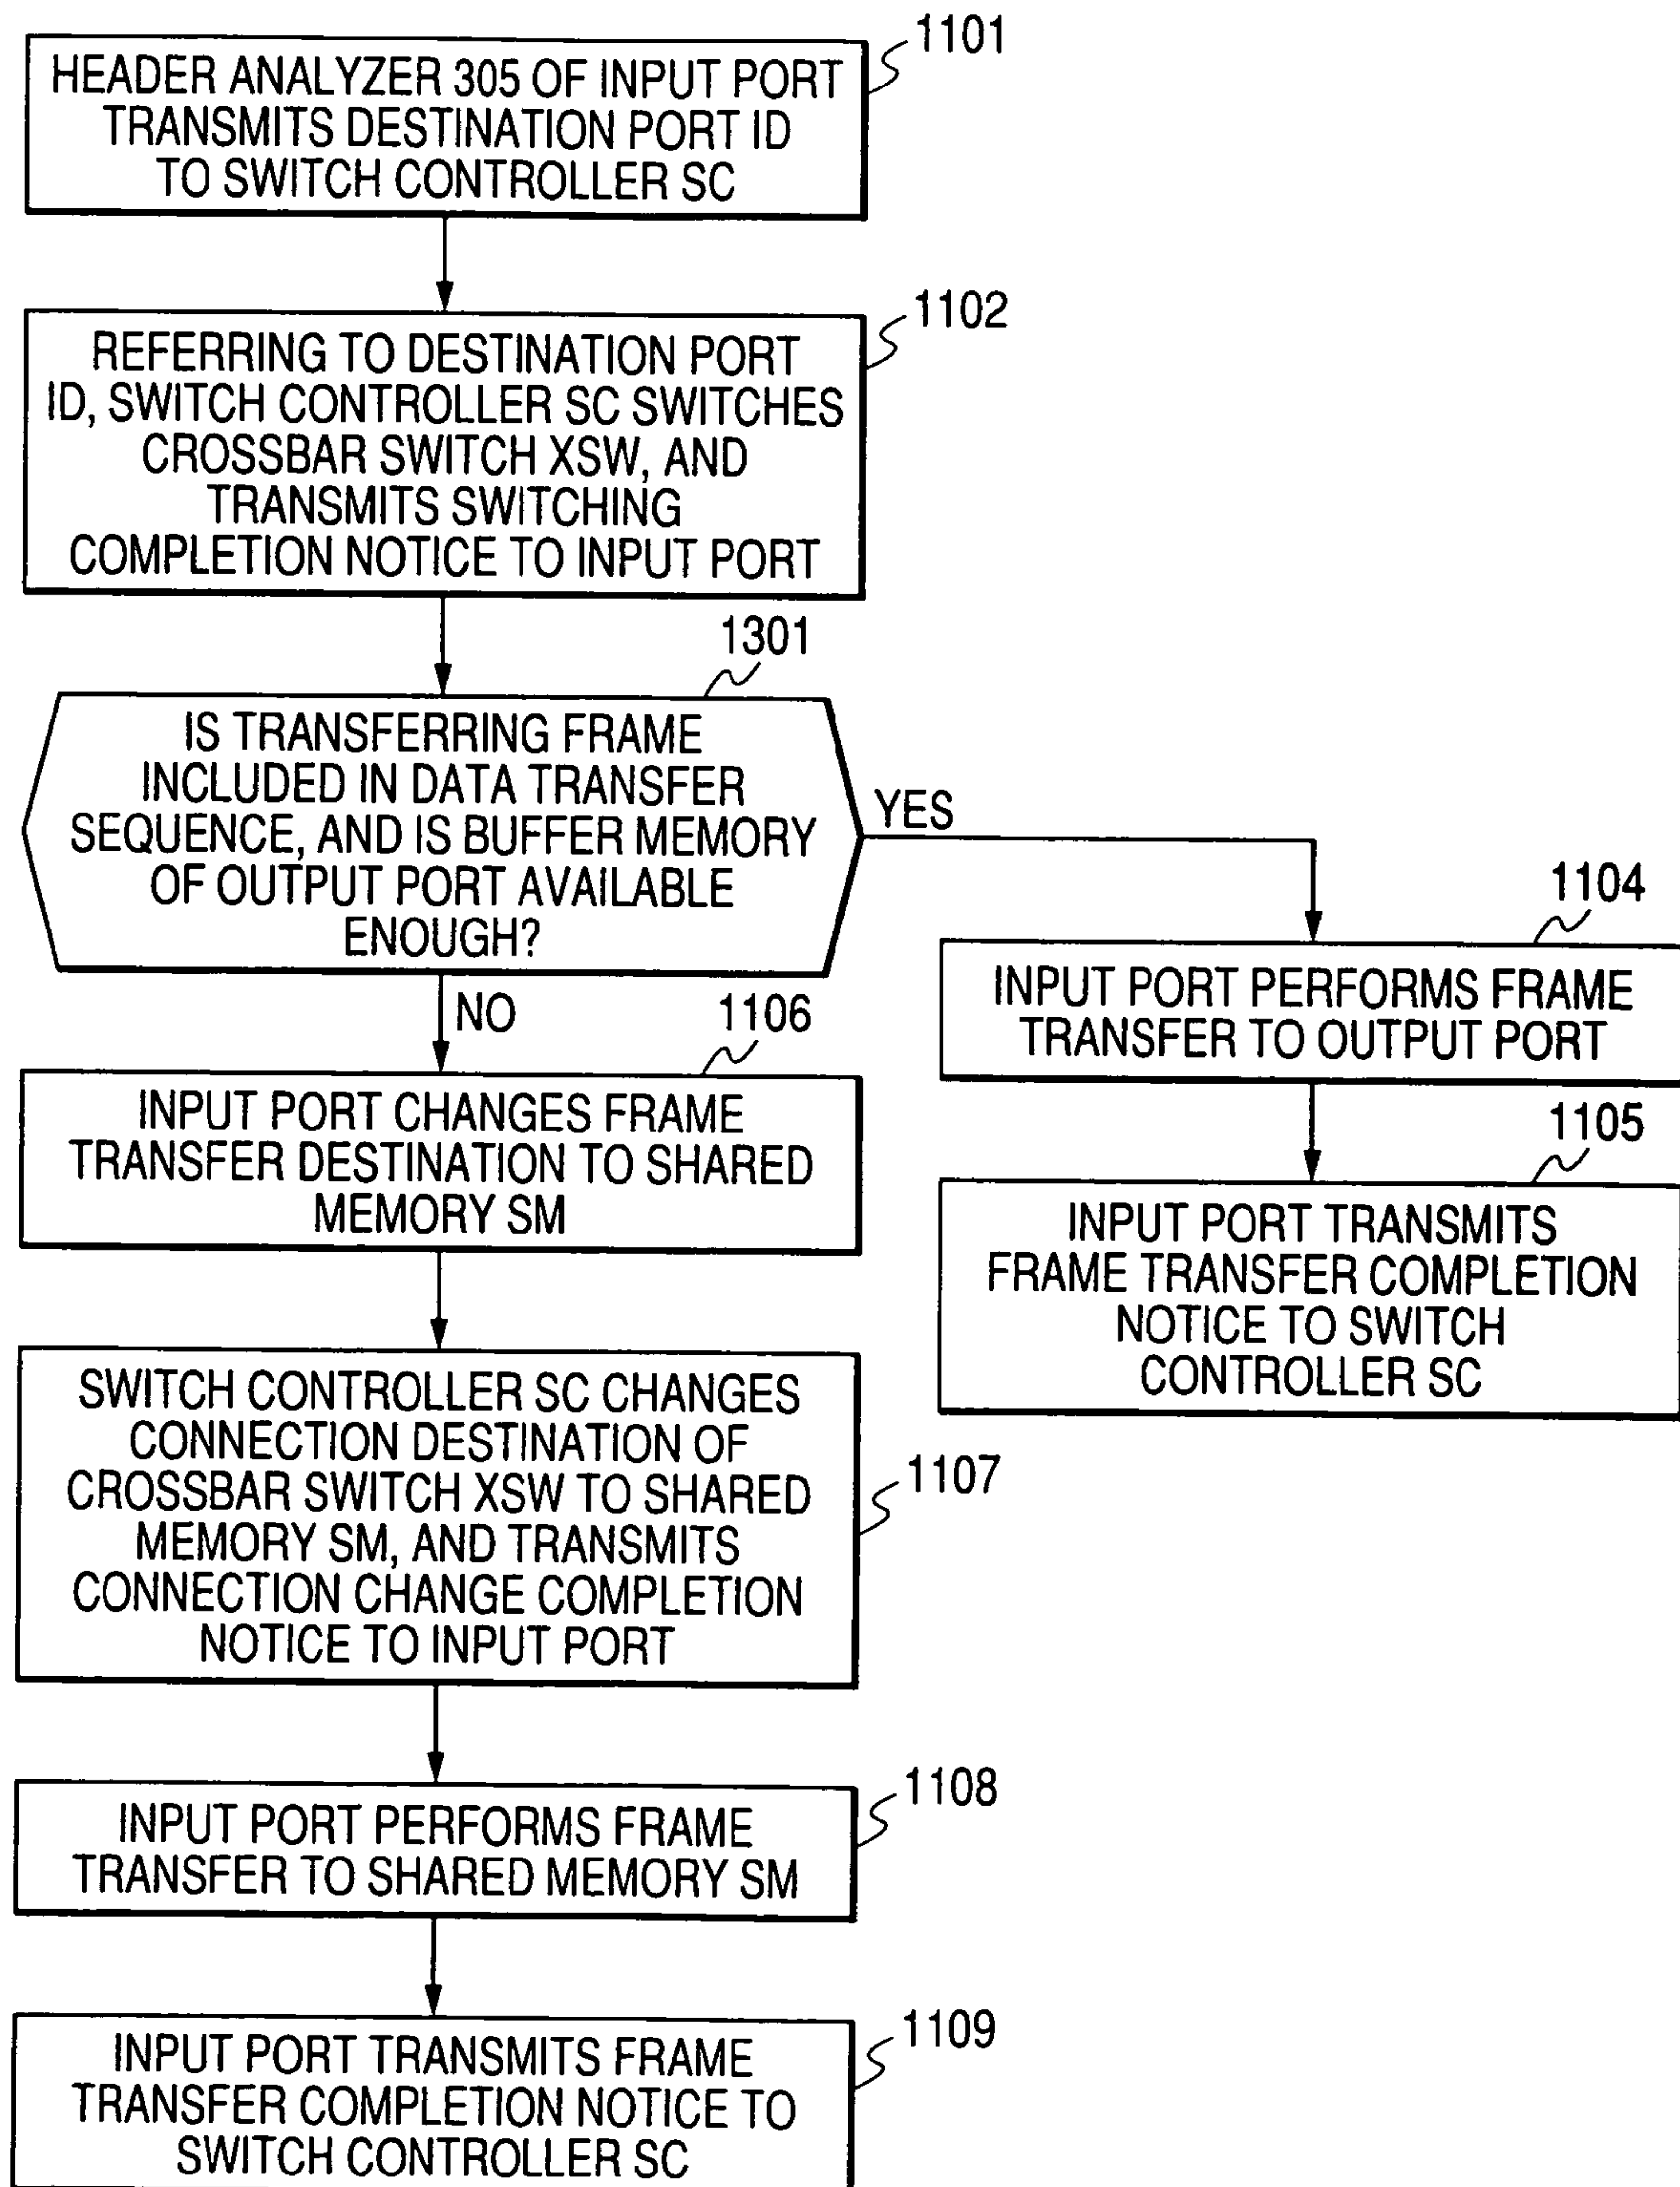 1101
HEADER ANALYZER 305 OF INPUT PORT
TRANSMITS DESTINATION PORT ID
TO SWITCH CONTROLLER SC
1102
REFERRING TO DESTINATION PORT
ID, SWITCH CONTROLLER SC SWITCHES
CROSSBAR SWITCH XSW, AND
TRANSMITS SWITCHING
COMPLETION NOTICE TO INPUT PORT
1301
IS TRANSFERRING FRAME
INCLUDED IN DATA TRANSFER
SEQUENCE, AND IS BUFFER MEMORY
OF OUTPUT PORT AVAILABLE
ENOUGH?
YES
1104
INPUT PORT PERFORMS FRAME
TRANSFER TO OUTPUT PORT
1105
INPUT PORT TRANSMITS
FRAME TRANSFER COMPLETION
NOTICE TO SWITCH
CONTROLLER SC
NO
1106
INPUT PORT CHANGES FRAME
TRANSFER DESTINATION TO SHARED
MEMORY SM
SWITCH CONTROLLER SC CHANGES
CONNECTION DESTINATION OF
CROSSBAR SWITCH XSW TO SHARED
MEMORY SM, AND TRANSMITS
CONNECTION CHANGE COMPLETION
NOTICE TO INPUT PORT
1107
INPUT PORT PERFORMS FRAME
TRANSFER TO SHARED MEMORY SM
1108
INPUT PORT TRANSMITS FRAME
TRANSFER COMPLETION NOTICE TO
SWITCH CONTROLLER SC
1109